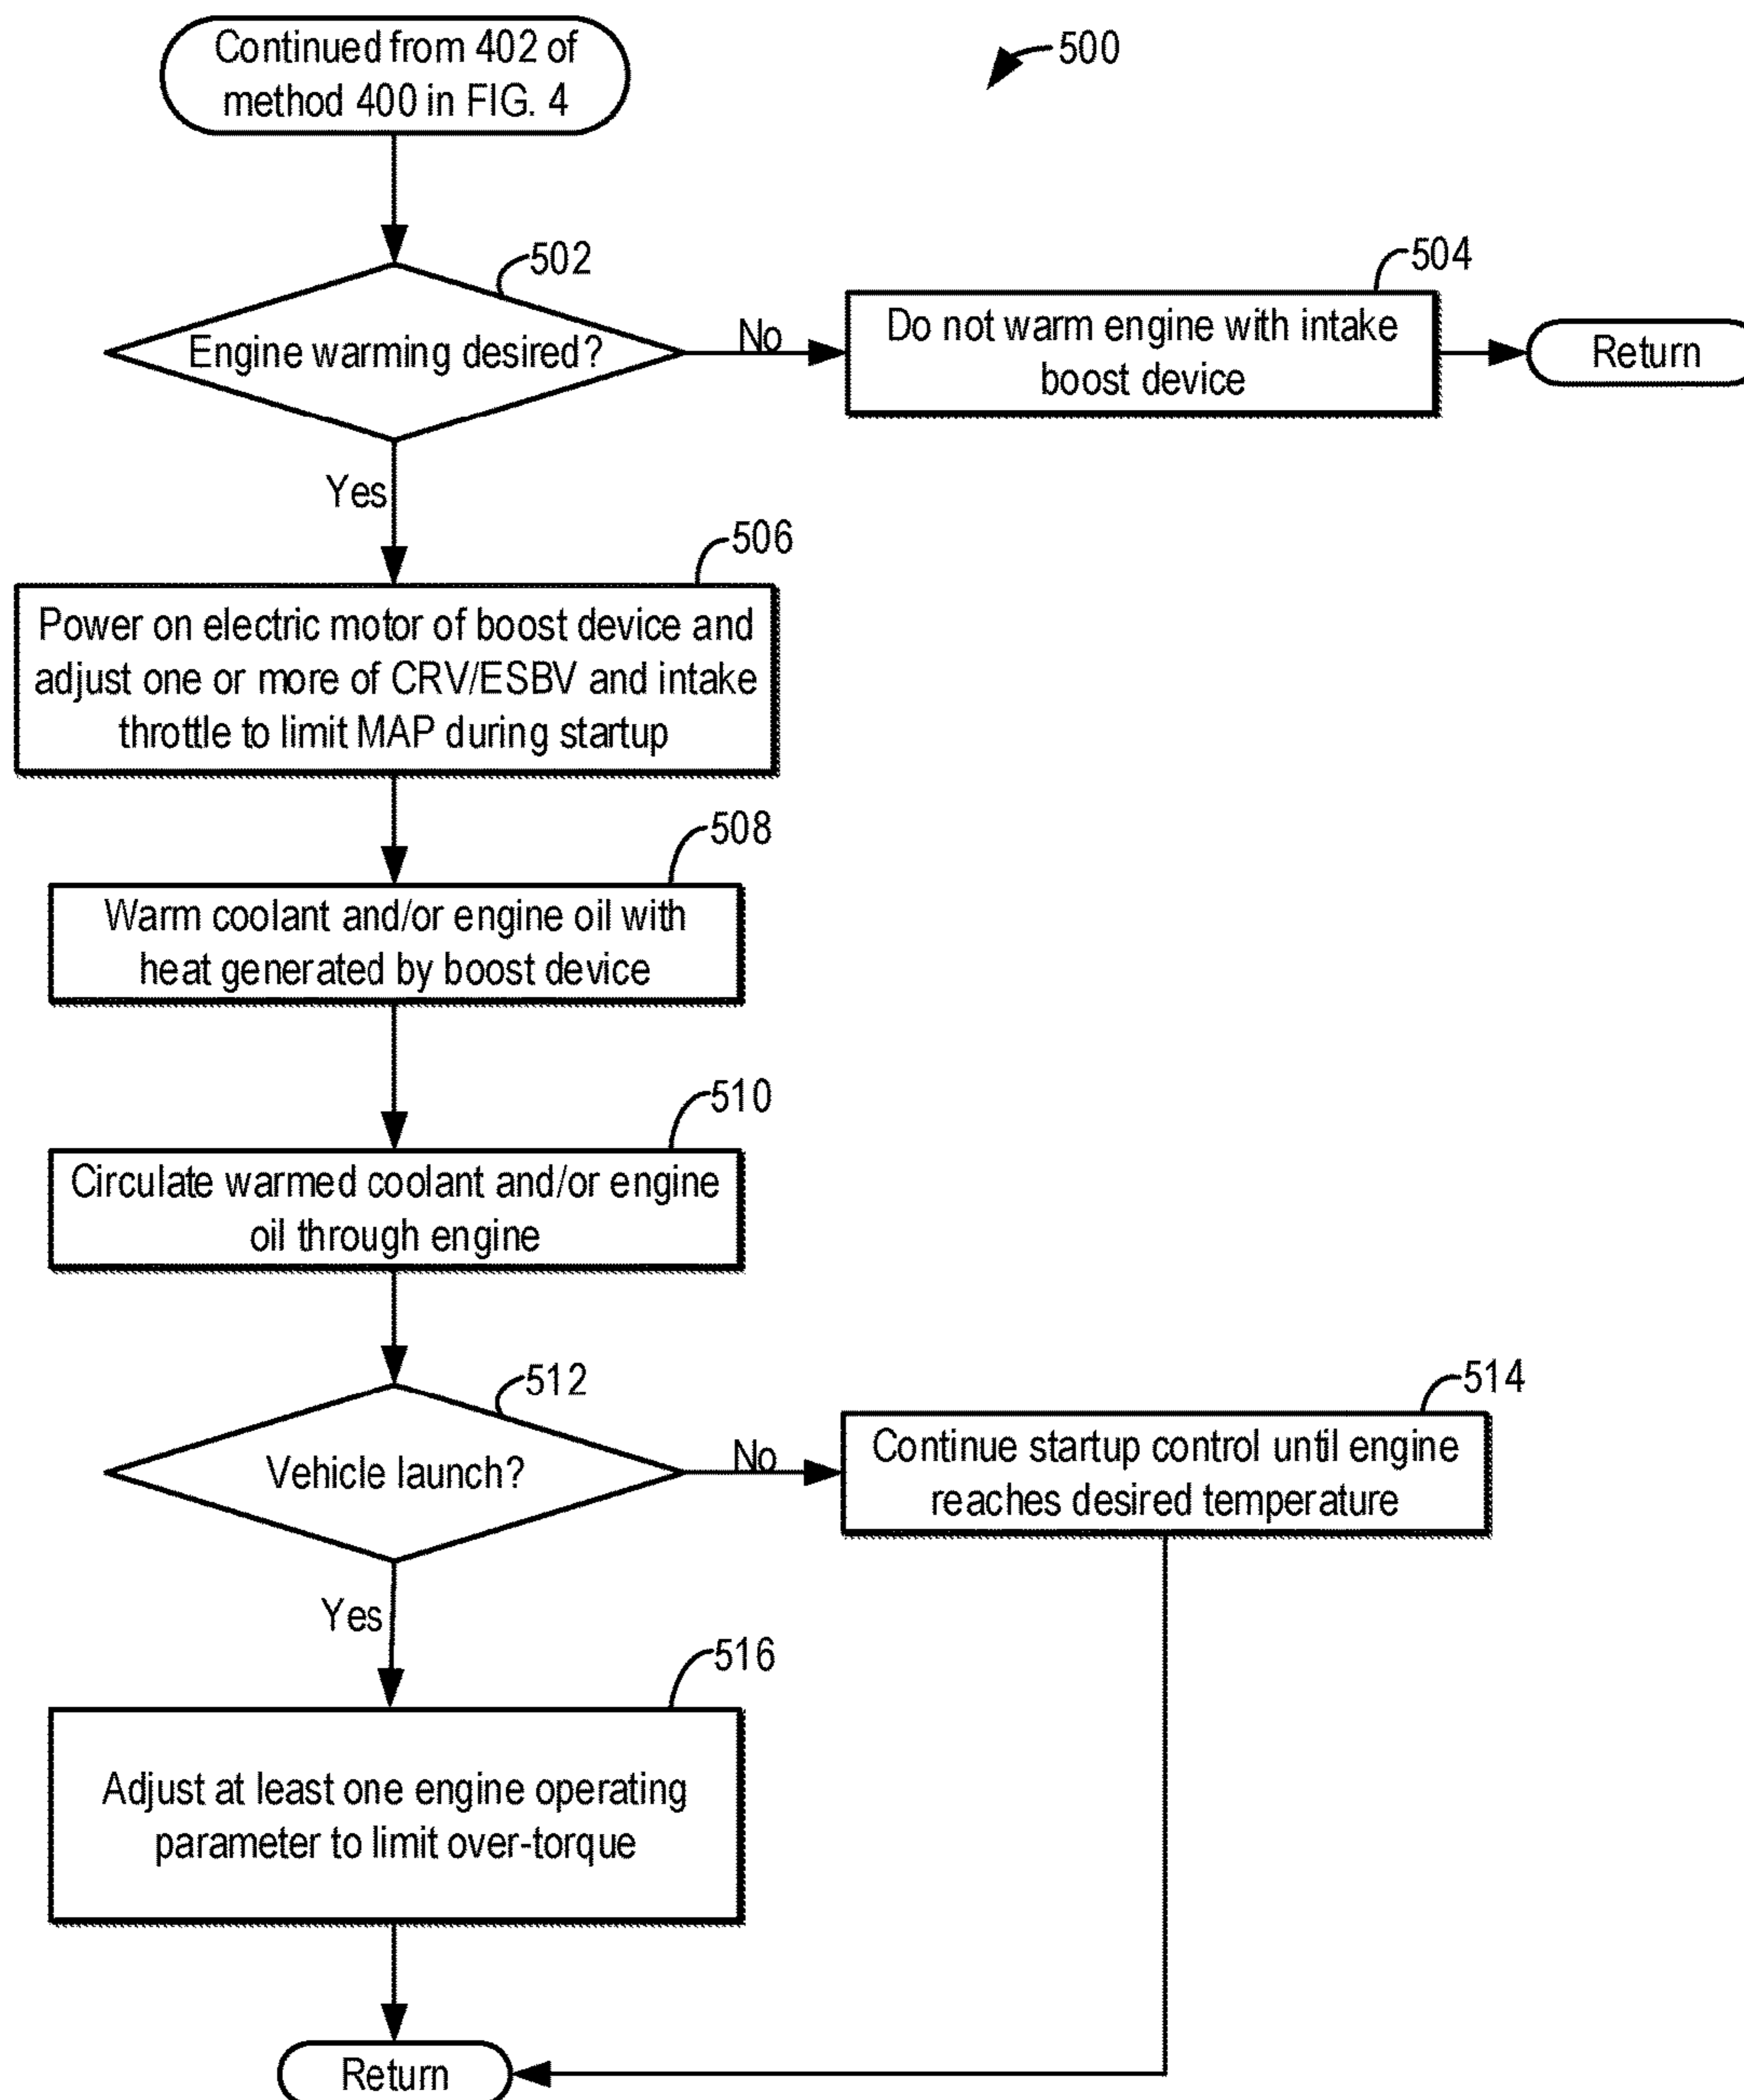 Continued from 402 of
method 400 in FIG. 4
500
502
Engine warming desired?
No
504
Do not warm engine with intake
boost device
Return
Yes
506
Power on electric motor of boost device and
adjust one or more of CRV/ESBV and intake
throttle to limit MAP during startup
508
Warm coolant and/or engine oil with
heat generated by boost device
510
Circulate warmed coolant and/or engine
oil through engine
512
Vehicle launch?
No
514
Continue startup control until engine
reaches desired temperature
Yes
516
Adjust at least one engine operating
parameter to limit over-torque
Return